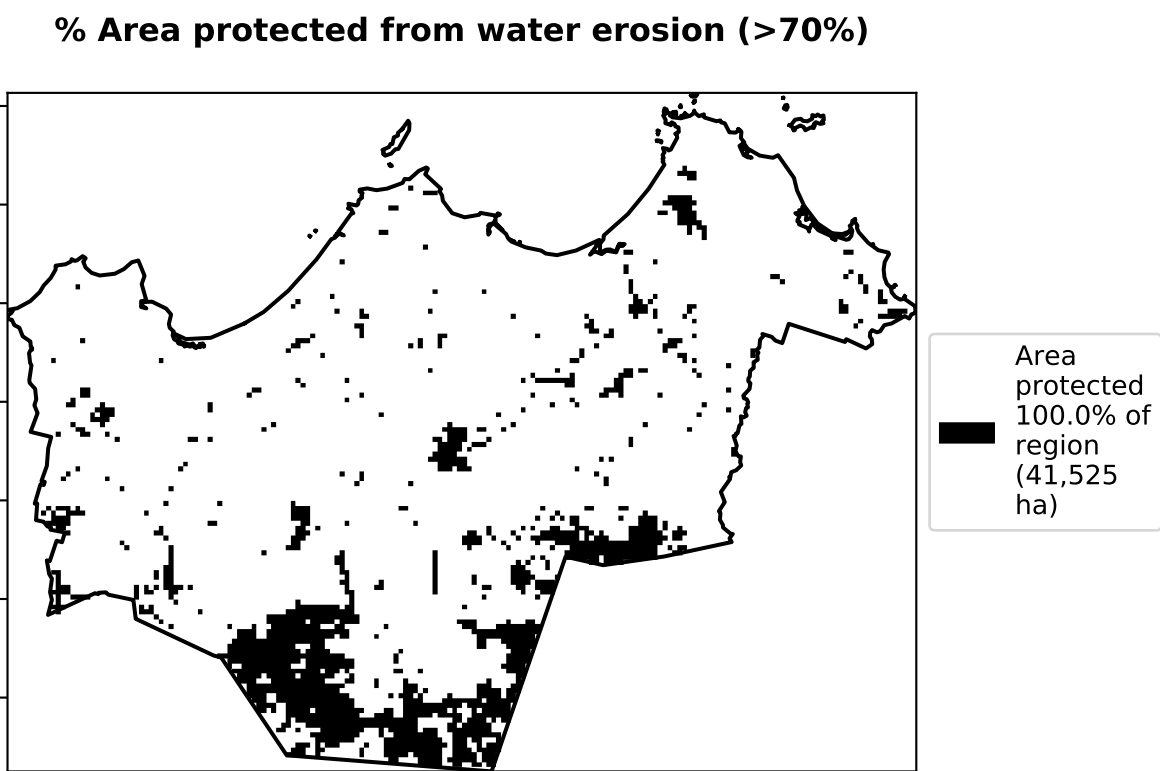 % Area protected from water erosion (>70%)
Area
protected
100.0% of
region
(41,525
ha)